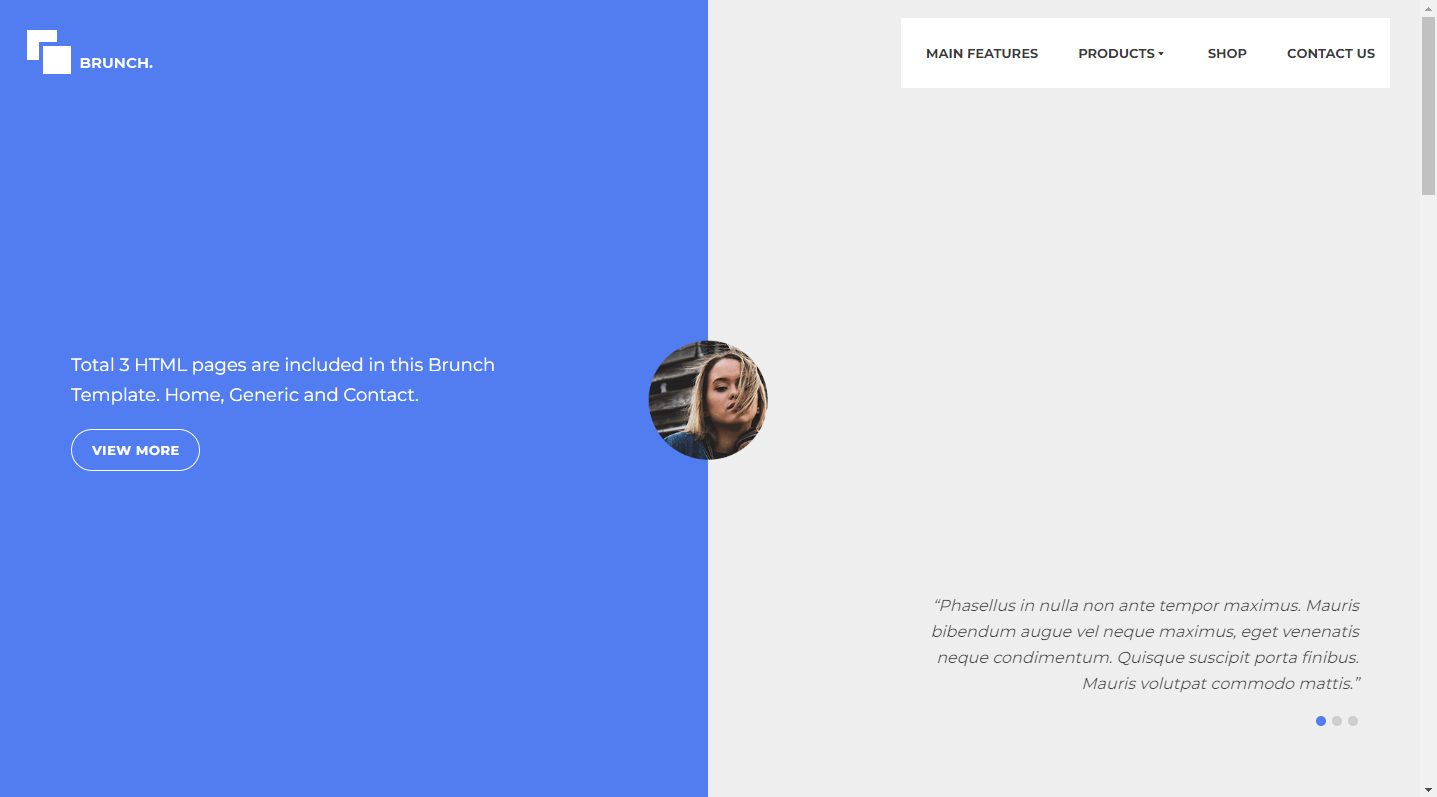 BRUNCH.
MAIN FEATURES
PRODUCTS
SHOP
CONTACT US
Total 3 HTML pages are included in this Brunch
Template. Home, Generic and Contact.
VIEW MORE
“Phasellus in nulla non ante tempor maximus. Mauris
bibendum augue vel neque maximus, eget venenatis
neque condimentum. Quisque suscipit porta finibus.
Mauris volutpat commodo mattis.”